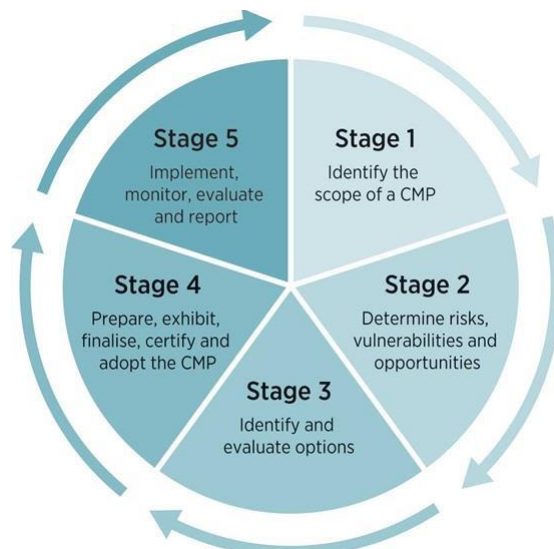 Stage 1
Identify the
scope of a CMP
Stage 2
Determine risks,
vulnerabilities and
opportunities
Stage 3
Identify and
evaluate options
Stage 4
Prepare, exhibit,
finalise, certify and
adopt the CMP
Stage 5
Implement,
monitor, evaluate
and report